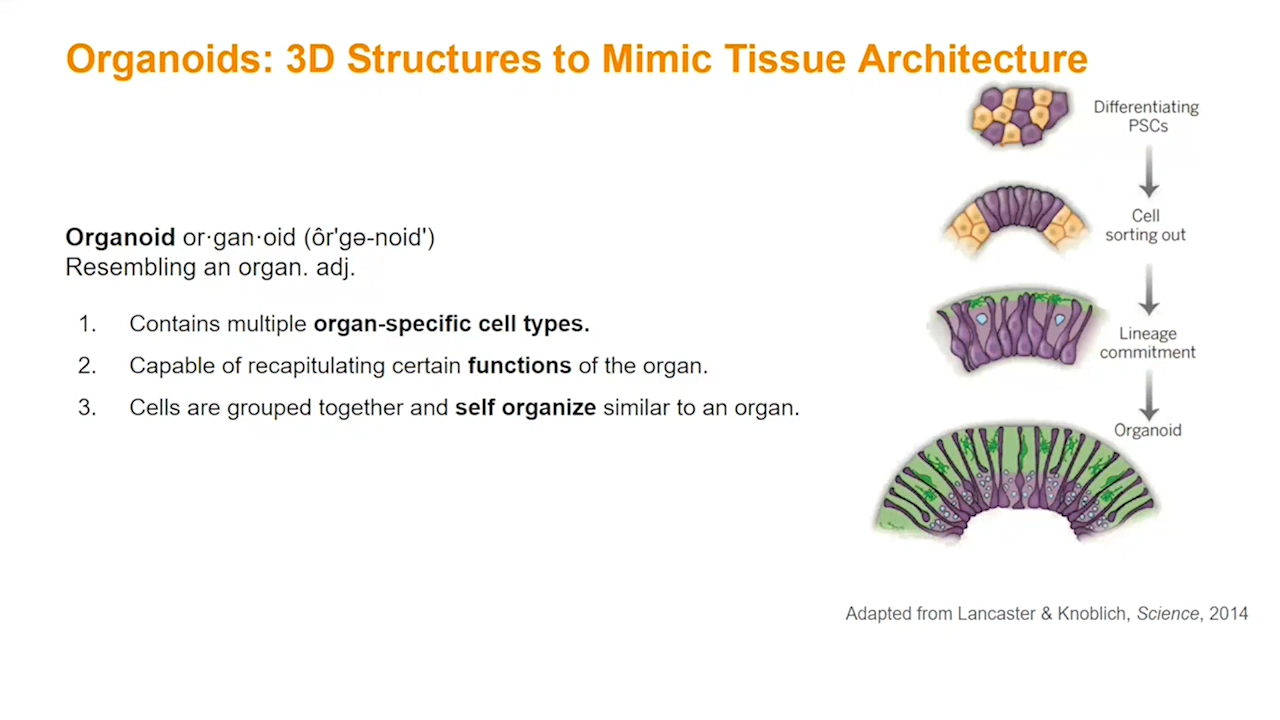 Organoids: 3D Structures to Mimic Tissue Architecture
Differentiating
PSCs
Cell
sorting out
Lineage
commitment
Organoid
Organoid or·gan·oid (ôr'gə-noid')
Resembling an organ. adj.
1. Contains multiple organ-specific cell types.
2. Capable of recapitulating certain functions of the organ.
3. Cells are grouped together and self organize similar to an organ.
Adapted from Lancaster & Knoblich, Science, 2014